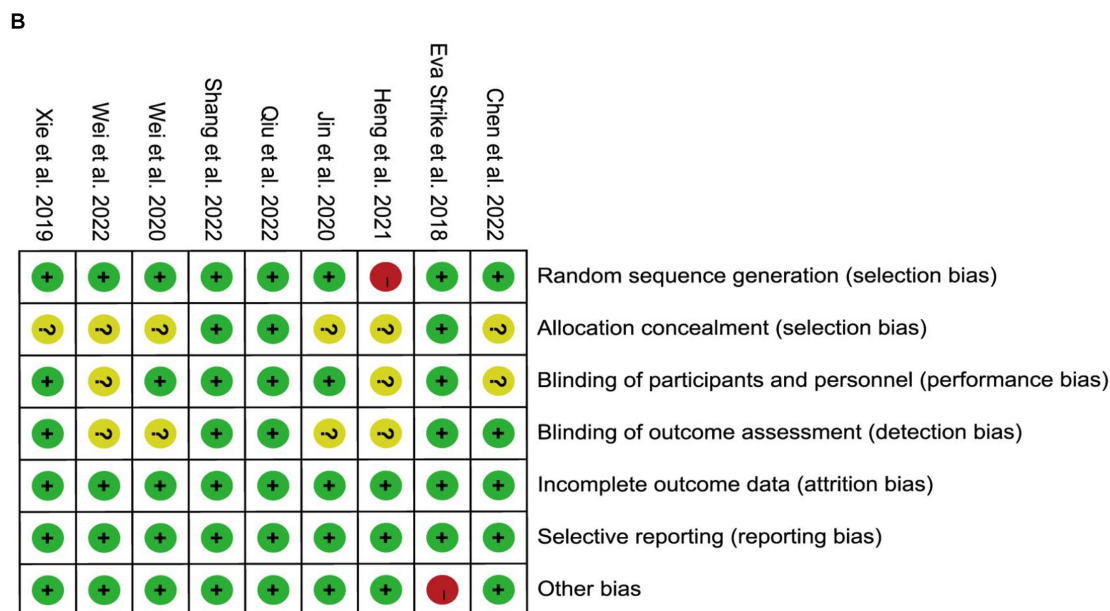 B
Xie et al. 2019
Wei et al. 2022
Wei et al. 2020
Shang et al. 2022
Qiu et al. 2022
Jin et al. 2020
Heng et al. 2021
Eva Strike et al. 2018
Chen et al. 2022
+ + + + + + – + + Random sequence generation (selection bias)
? ? ? + + ? ? + ? Allocation concealment (selection bias)
+ ? + + + + ? + ? Blinding of participants and personnel (performance bias)
+ ? ? + + ? ? + + Blinding of outcome assessment (detection bias)
+ + + + + + + + + Incomplete outcome data (attrition bias)
+ + + + + + + + + Selective reporting (reporting bias)
+ + + + + + + – + Other bias